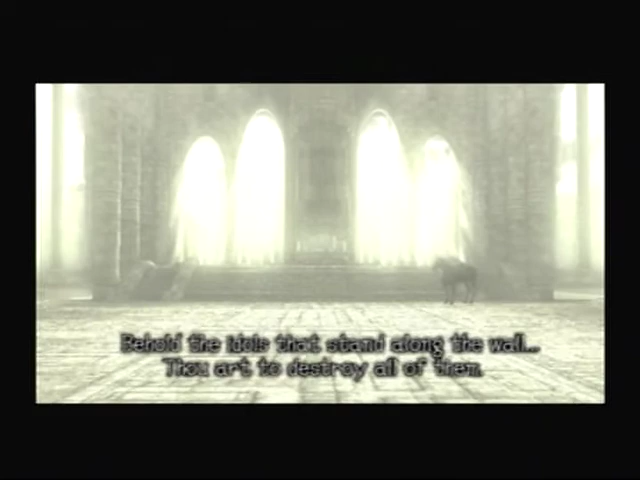 Behold the idols that stand along the wall...
Thou art to destroy all of them.